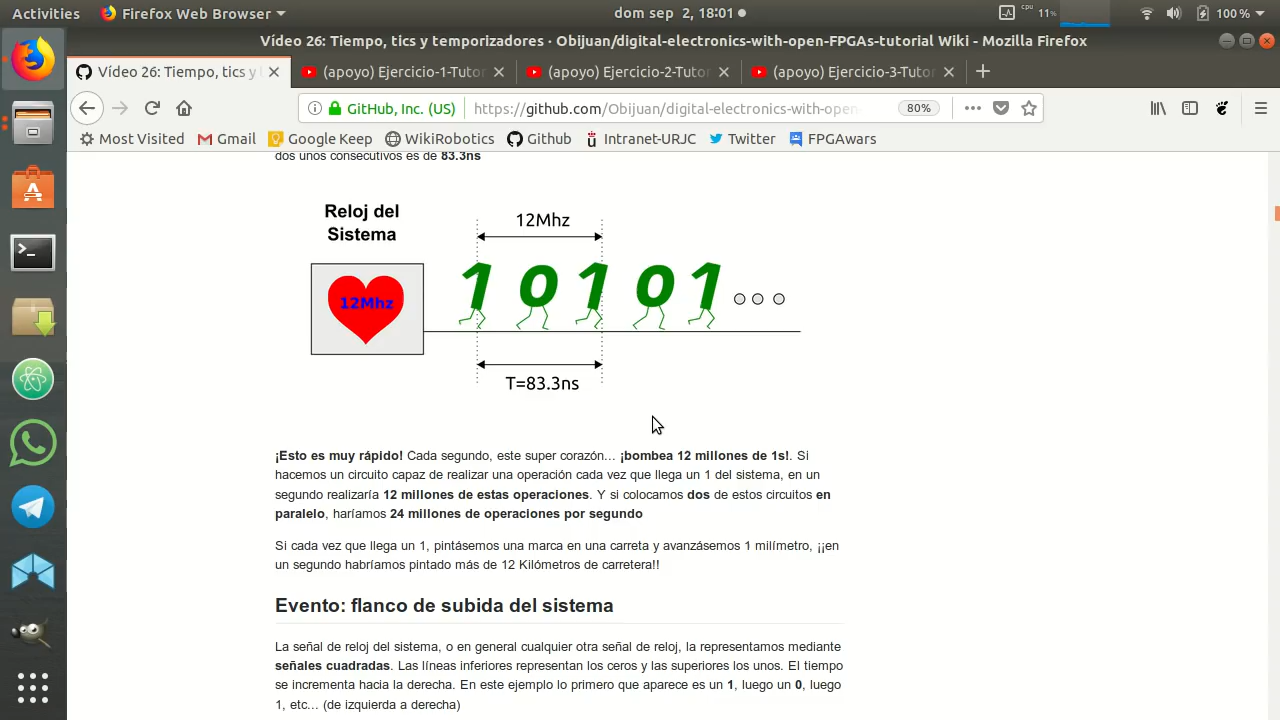 Activities
Firefox Web Browser
dom sep 2, 18:01
cpu
11%
100 %
Vídeo 26: Tiempo, tics y temporizadores · Obijuan/digital-electronics-with-open-FPGAs-tutorial Wiki - Mozilla Firefox
Vídeo 26: Tiempo, tics y t
(apoyo) Ejercicio-1-Tutor
(apoyo) Ejercicio-2-Tutor
(apoyo) Ejercicio-3-Tutor
GitHub, Inc. (US)
https://github.com/Obijuan/digital-electronics-with-open-
80%
Most Visited
Gmail
Google Keep
WikiRobotics
Github
Intranet-URJC
Twitter
FPGAwars
dos unos consecutivos es de 83.3ns
Reloj del
Sistema
12Mhz
12Mhz
1 0 1 0 1
T=83.3ns
¡Esto es muy rápido! Cada segundo, este super corazón... ¡bombea 12 millones de 1s!. Si
hacemos un circuito capaz de realizar una operación cada vez que llega un 1 del sistema, en un
segundo realizaría 12 millones de estas operaciones. Y si colocamos dos de estos circuitos en
paralelo, haríamos 24 millones de operaciones por segundo
Si cada vez que llega un 1, pintásemos una marca en una carreta y avanzásemos 1 milímetro, ¡¡en
un segundo habríamos pintado más de 12 Kilómetros de carretera!!
Evento: flanco de subida del sistema
La señal de reloj del sistema, o en general cualquier otra señal de reloj, la representamos mediante
señales cuadradas. Las líneas inferiores representan los ceros y las superiores los unos. El tiempo
se incrementa hacia la derecha. En este ejemplo lo primero que aparece es un 1, luego un 0, luego
1, etc... (de izquierda a derecha)